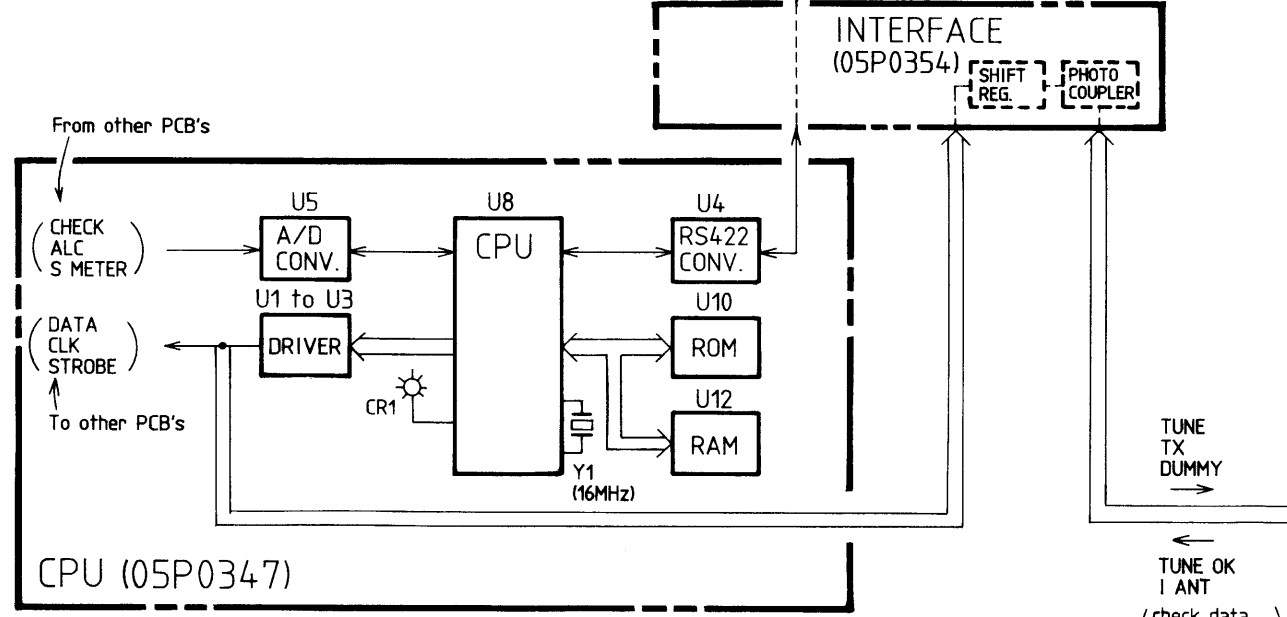 INTERFACE
(05P0354)
SHIFT
REG.
PHOTO
COUPLER
From other PCB's
U5
U8
U4
CHECK
ALC
S METER
A/D
CONV.
CPU
RS422
CONV.
U1 to U3
U10
DATA
CLK
STROBE
DRIVER
ROM
CR1
U12
To other PCB's
RAM
Y1
(16MHz)
TUNE
TX
DUMMY
CPU (05P0347)
TUNE OK
I ANT
(check data )